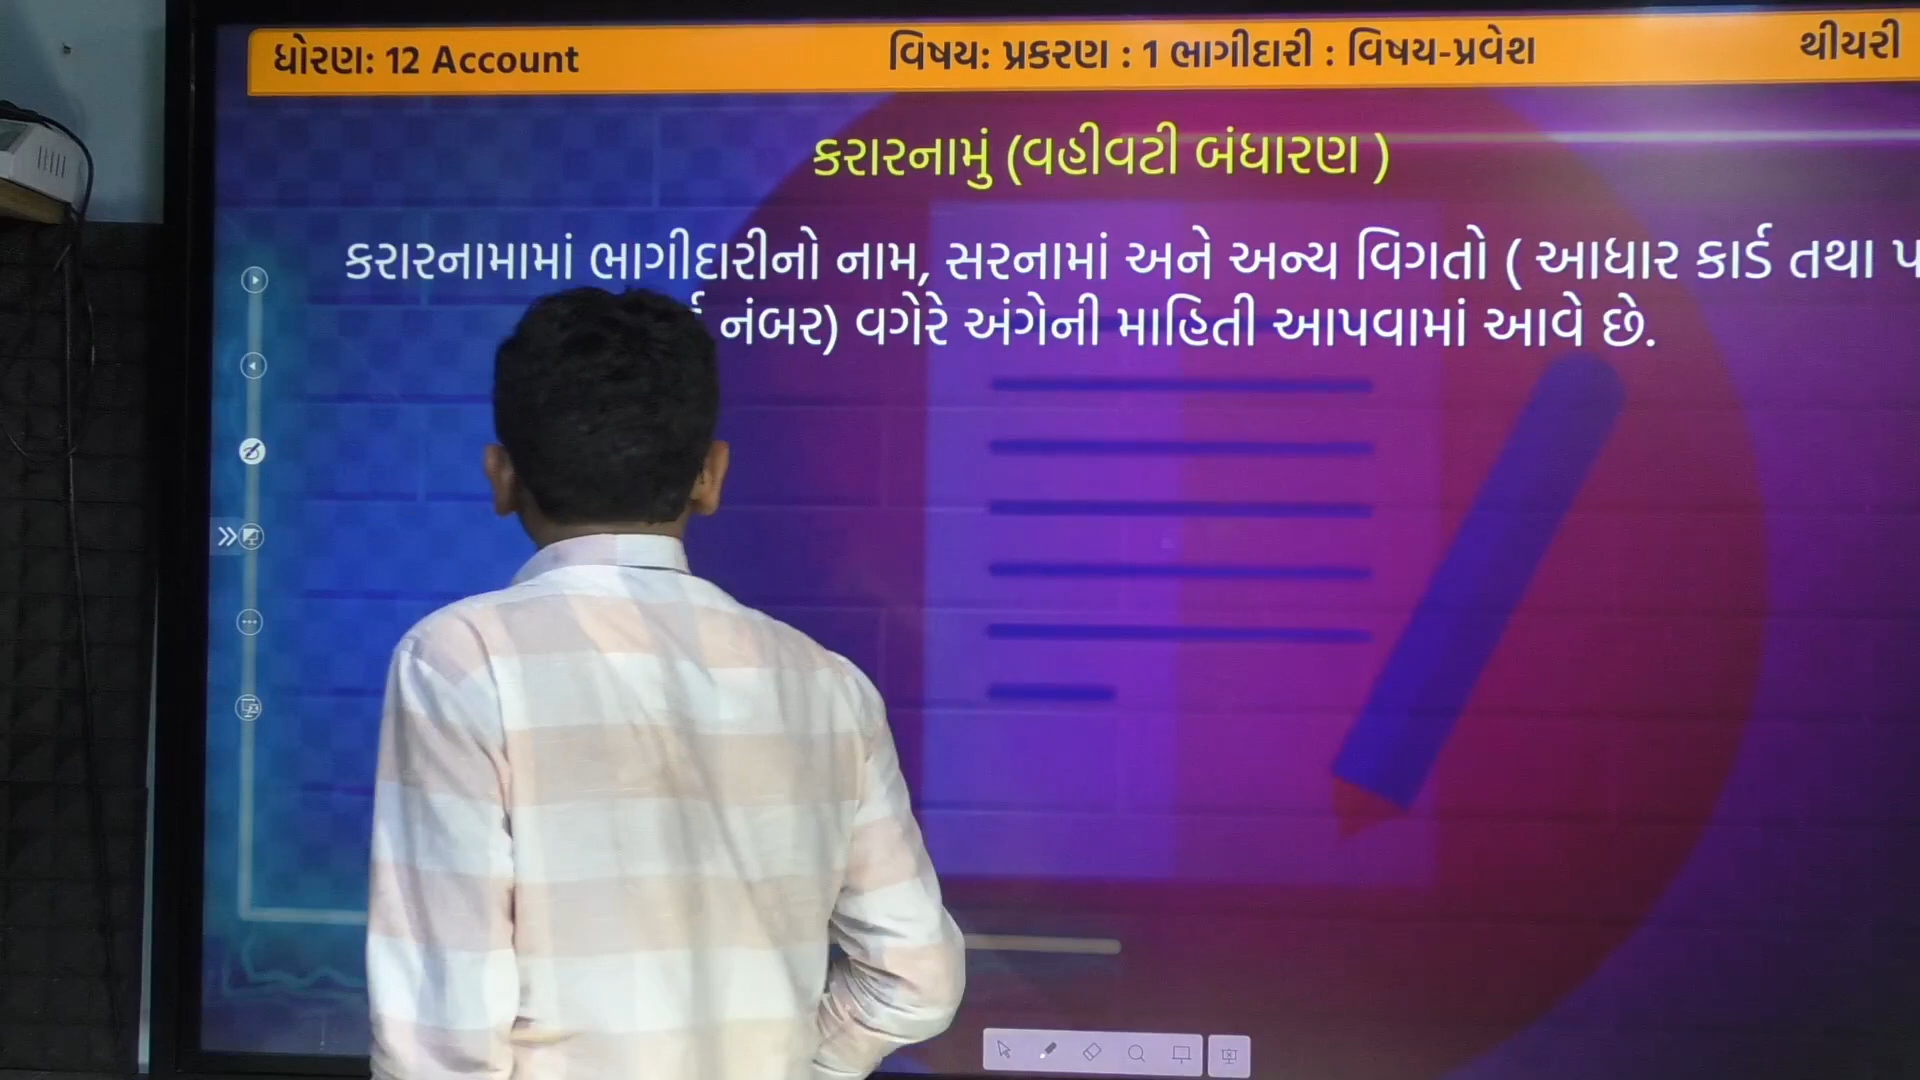 ધોરણ: 12 Account વિષય: પ્રકરણ : 1 ભાગીદારી : વિષય-પ્રવેશ થીયરી
કરારનામું (વહીવટી બંધારણ )
કરારનામામાં ભાગીદારીનો નામ, સરનામાં અને અન્ય વિગતો ( આધાર કાર્ડ તથા
નંબર) વગેરે અંગેની માહિતી આપવામાં આવે છે.